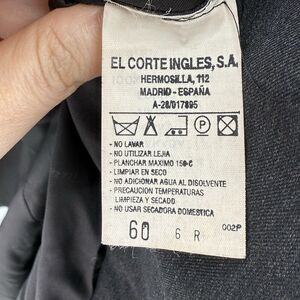 EL CORTE INGLES, S.A.
HERMOSILLA, 112
MADRID - ESPAÑA
A-28/017895
P
- NO LAVAR
- NO UTILIZAR LEJIA
- PLANCHAR MAXIMO 150-C
- LIMPIAR EN SECO
- NO ADICIONAR AGUA AL DISOLVENTE
- PRECAUCION TEMPERATURAS
LIMPIEZA Y SECADO
- NO USAR SECADORA DOMESTICA
60 6 R 002P